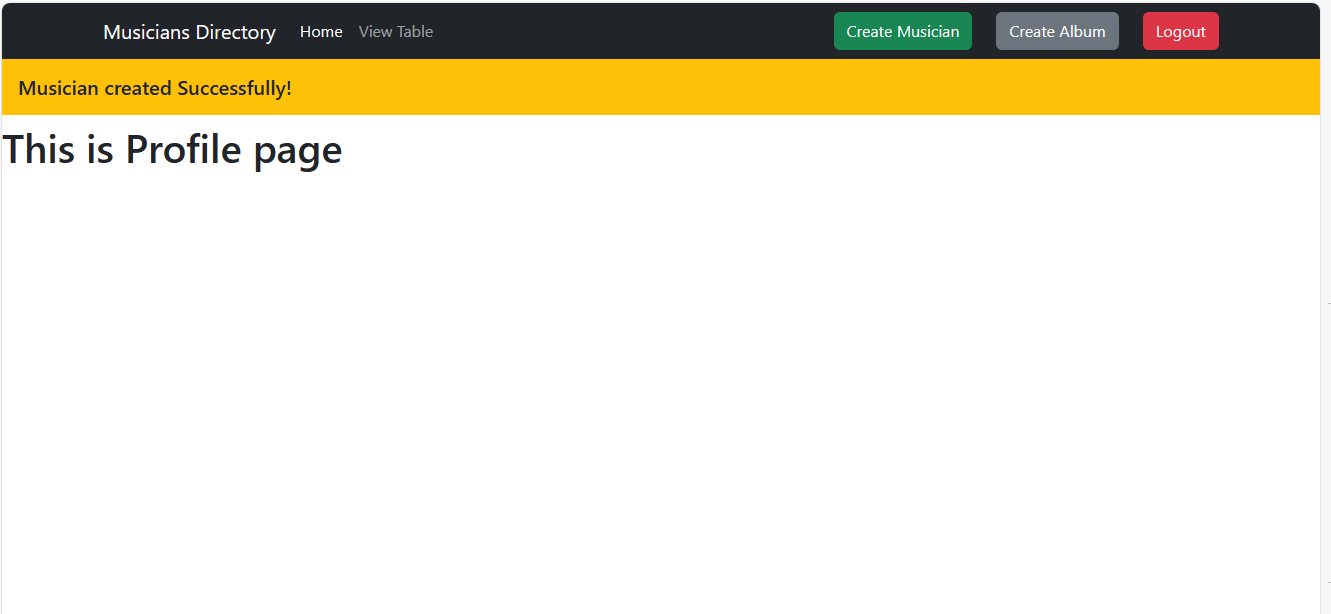 Musicians Directory Home View Table Create Musician Create Album Logout
Musician created Successfully!
This is Profile page